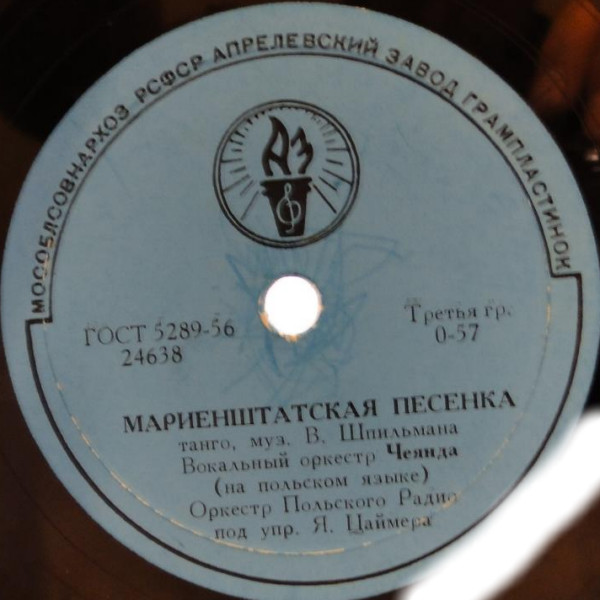 МОСОБЛСОВНАРХОЗ РСФСР АПРЕЛЕВСКИЙ ЗАВОД ГРАМПЛАСТИНОК
АЗ
ГОСТ 5289-56
24638
Третья гр.
0-57
МАРИЕНШТАТСКАЯ ПЕСЕНКА
танго, муз. В. Шпильмана
Вокальный оркестр Чеянда
(на польском языке)
Оркестр Польского Радио
под упр. Я. Цаймера